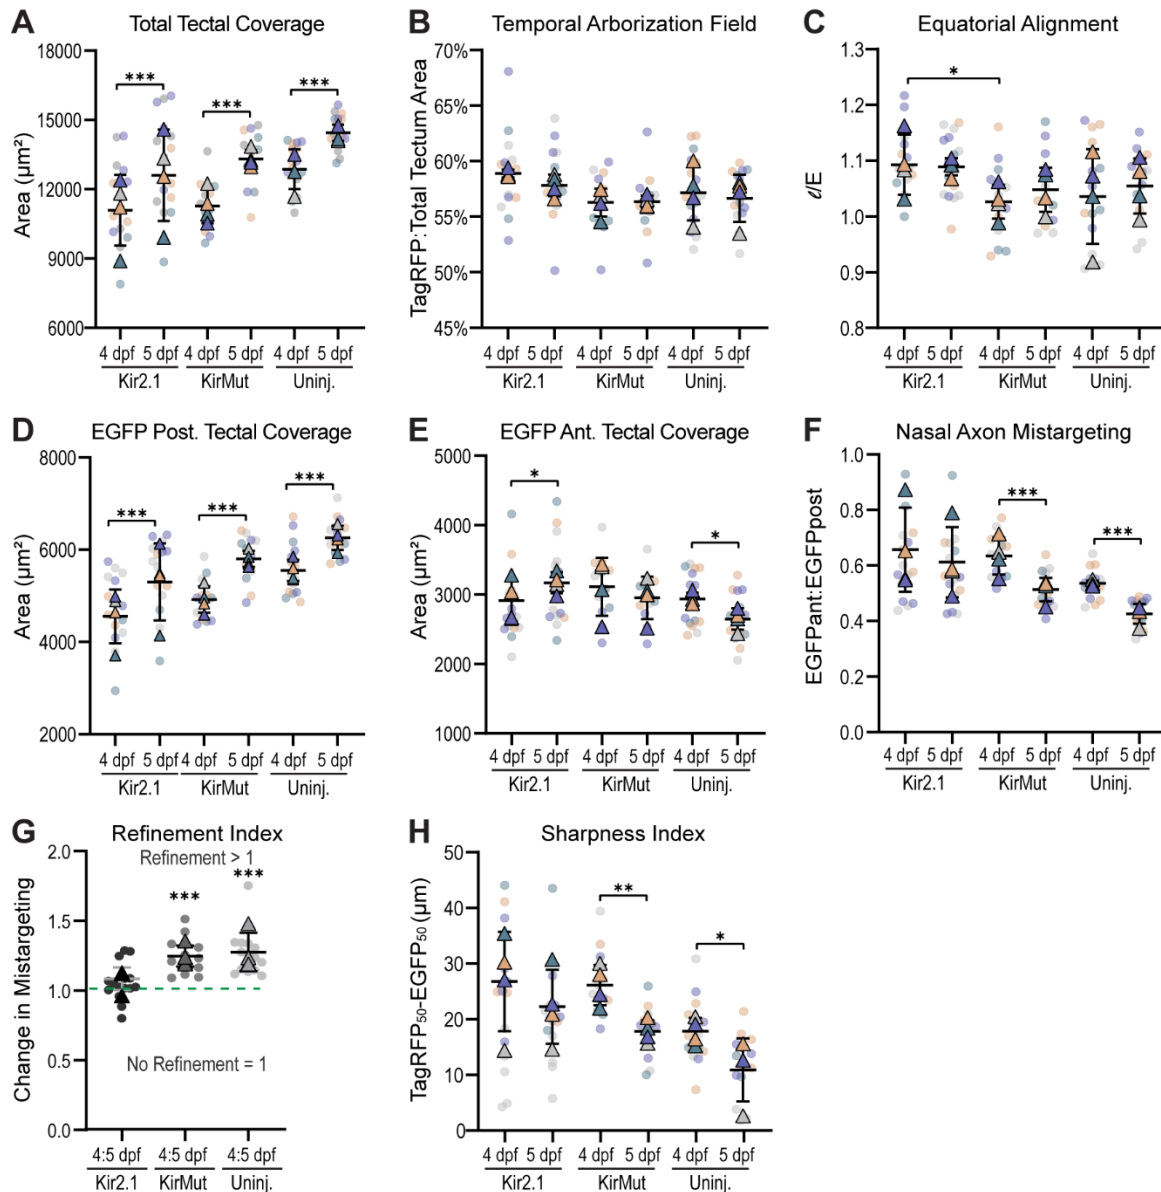 A Total Tectal Coverage
Area (µm²)
18000
15000
12000
9000
6000
*** *** ***
4 dpf 5 dpf 4 dpf 5 dpf 4 dpf 5 dpf
Kir2.1 KirMut Uninj.
B Temporal Arborization Field
TagRFP:Total Tectum Area
70%
65%
60%
55%
50%
45%
4 dpf 5 dpf 4 dpf 5 dpf 4 dpf 5 dpf
Kir2.1 KirMut Uninj.
C Equatorial Alignment
ℓ/E
1.3
1.2
1.1
1.0
0.9
0.8
*
4 dpf 5 dpf 4 dpf 5 dpf 4 dpf 5 dpf
Kir2.1 KirMut Uninj.
D EGFP Post. Tectal Coverage
Area (µm²)
8000
6000
4000
2000
*** *** ***
4 dpf 5 dpf 4 dpf 5 dpf 4 dpf 5 dpf
Kir2.1 KirMut Uninj.
E EGFP Ant. Tectal Coverage
Area (µm²)
5000
4000
3000
2000
1000
* *
4 dpf 5 dpf 4 dpf 5 dpf 4 dpf 5 dpf
Kir2.1 KirMut Uninj.
F Nasal Axon Mistargeting
EGFPant:EGFPpost
1.0
0.8
0.6
0.4
0.2
0.0
*** ***
4 dpf 5 dpf 4 dpf 5 dpf 4 dpf 5 dpf
Kir2.1 KirMut Uninj.
G Refinement Index
Change in Mistargeting
2.0
1.5
1.0
0.5
0.0
Refinement > 1
*** ***
No Refinement = 1
4:5 dpf 4:5 dpf 4:5 dpf
Kir2.1 KirMut Uninj.
H Sharpness Index
TagRFP₅₀-EGFP₅₀ (µm)
50
40
30
20
10
0
** *
4 dpf 5 dpf 4 dpf 5 dpf 4 dpf 5 dpf
Kir2.1 KirMut Uninj.